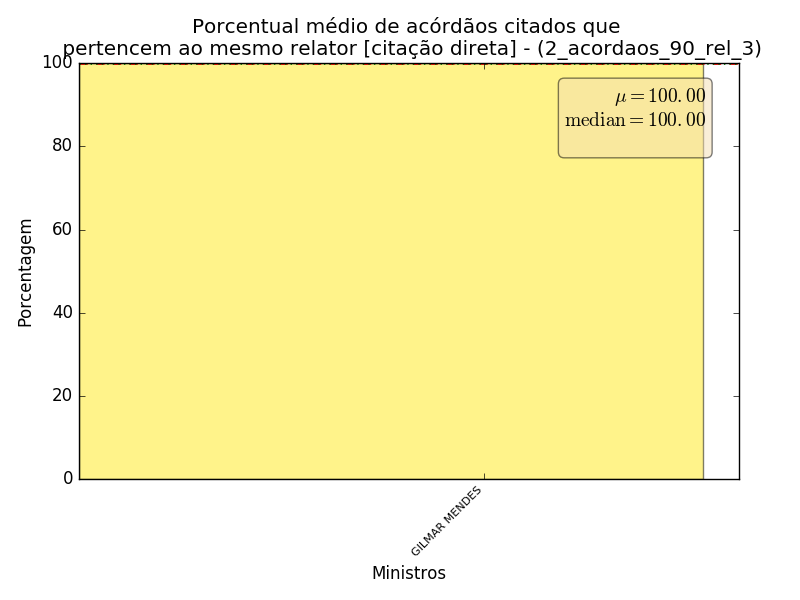 Porcentual médio de acórdãos citados que
pertencem ao mesmo relator [citação direta] - (2_acordaos_90_rel_3)
100
80
60
40
20
0
Porcentagem
μ = 100.00
median = 100.00
GILMAR MENDES
Ministros